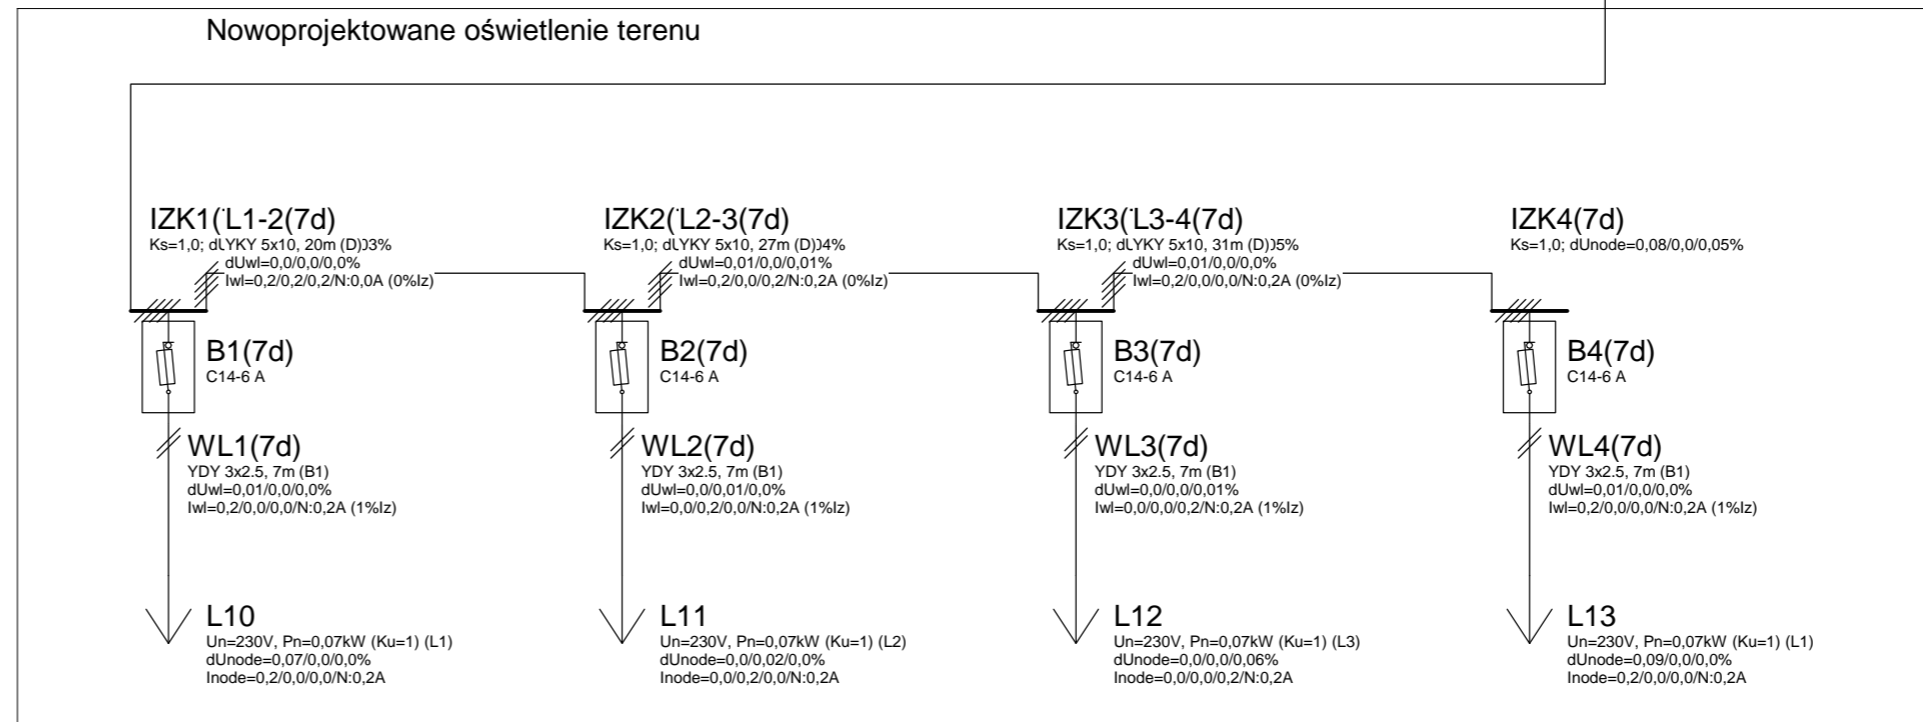 Nowoprojektowane oświetlenie terenu
IZK1( L1-2(7d)
Ks=1,0; dLYKY 5x10, 20m (D))3%
dUwl=0,0/0,0/0,0%
Iwl=0,2/0,2/0,2/N:0,0A (0%Iz)
B1(7d)
C14-6 A
WL1(7d)
YDY 3x2.5, 7m (B1)
dUwl=0,01/0,0/0,0%
Iwl=0,2/0,0/0,0/N:0,2A (1%Iz)
L10
Un=230V, Pn=0,07kW (Ku=1) (L1)
dUnode=0,07/0,0/0,0%
Inode=0,2/0,0/0,0/N:0,2A
IZK2( L2-3(7d)
Ks=1,0; dLYKY 5x10, 27m (D))4%
dUwl=0,01/0,0/0,01%
Iwl=0,2/0,0/0,2/N:0,2A (0%Iz)
B2(7d)
C14-6 A
WL2(7d)
YDY 3x2.5, 7m (B1)
dUwl=0,0/0,01/0,0%
Iwl=0,0/0,2/0,0/N:0,2A (1%Iz)
L11
Un=230V, Pn=0,07kW (Ku=1) (L2)
dUnode=0,0/0,02/0,0%
Inode=0,0/0,2/0,0/N:0,2A
IZK3( L3-4(7d)
Ks=1,0; dLYKY 5x10, 31m (D))5%
dUwl=0,01/0,0/0,0%
Iwl=0,2/0,0/0,0/N:0,2A (0%Iz)
B3(7d)
C14-6 A
WL3(7d)
YDY 3x2.5, 7m (B1)
dUwl=0,0/0,0/0,01%
Iwl=0,0/0,0/0,2/N:0,2A (1%Iz)
L12
Un=230V, Pn=0,07kW (Ku=1) (L3)
dUnode=0,0/0,0/0,06%
Inode=0,0/0,0/0,2/N:0,2A
IZK4(7d)
Ks=1,0; dUnode=0,08/0,0/0,05%
B4(7d)
C14-6 A
WL4(7d)
YDY 3x2.5, 7m (B1)
dUwl=0,01/0,0/0,0%
Iwl=0,2/0,0/0,0/N:0,2A (1%Iz)
L13
Un=230V, Pn=0,07kW (Ku=1) (L1)
dUnode=0,09/0,0/0,0%
Inode=0,2/0,0/0,0/N:0,2A